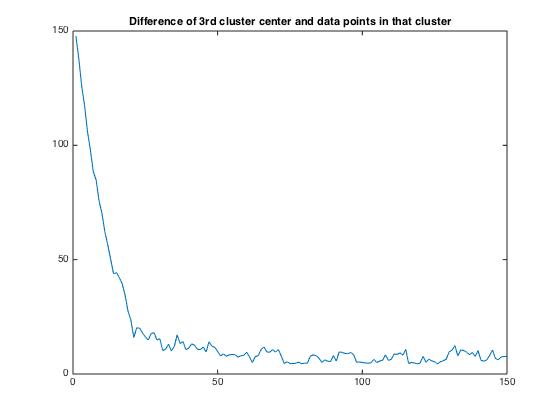 Difference of 3rd cluster center and data points in that cluster
150
100
50
0
0 50 100 150